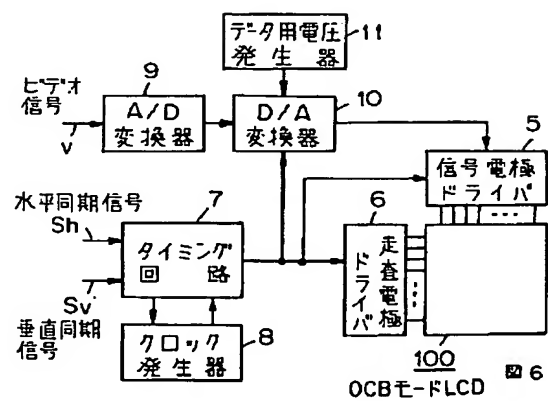 データ用電圧
発生器
11
ビデオ
信号
V
9
A/D
変換器
D/A
変換器
10
5
信号電極
ドライバ
水平同期信号
Sh
7
タイミング
回路
6
走査電極
ドライバ
Sv
垂直同期
信号
クロック
発生器
8
100
図6
OCBモードLCD